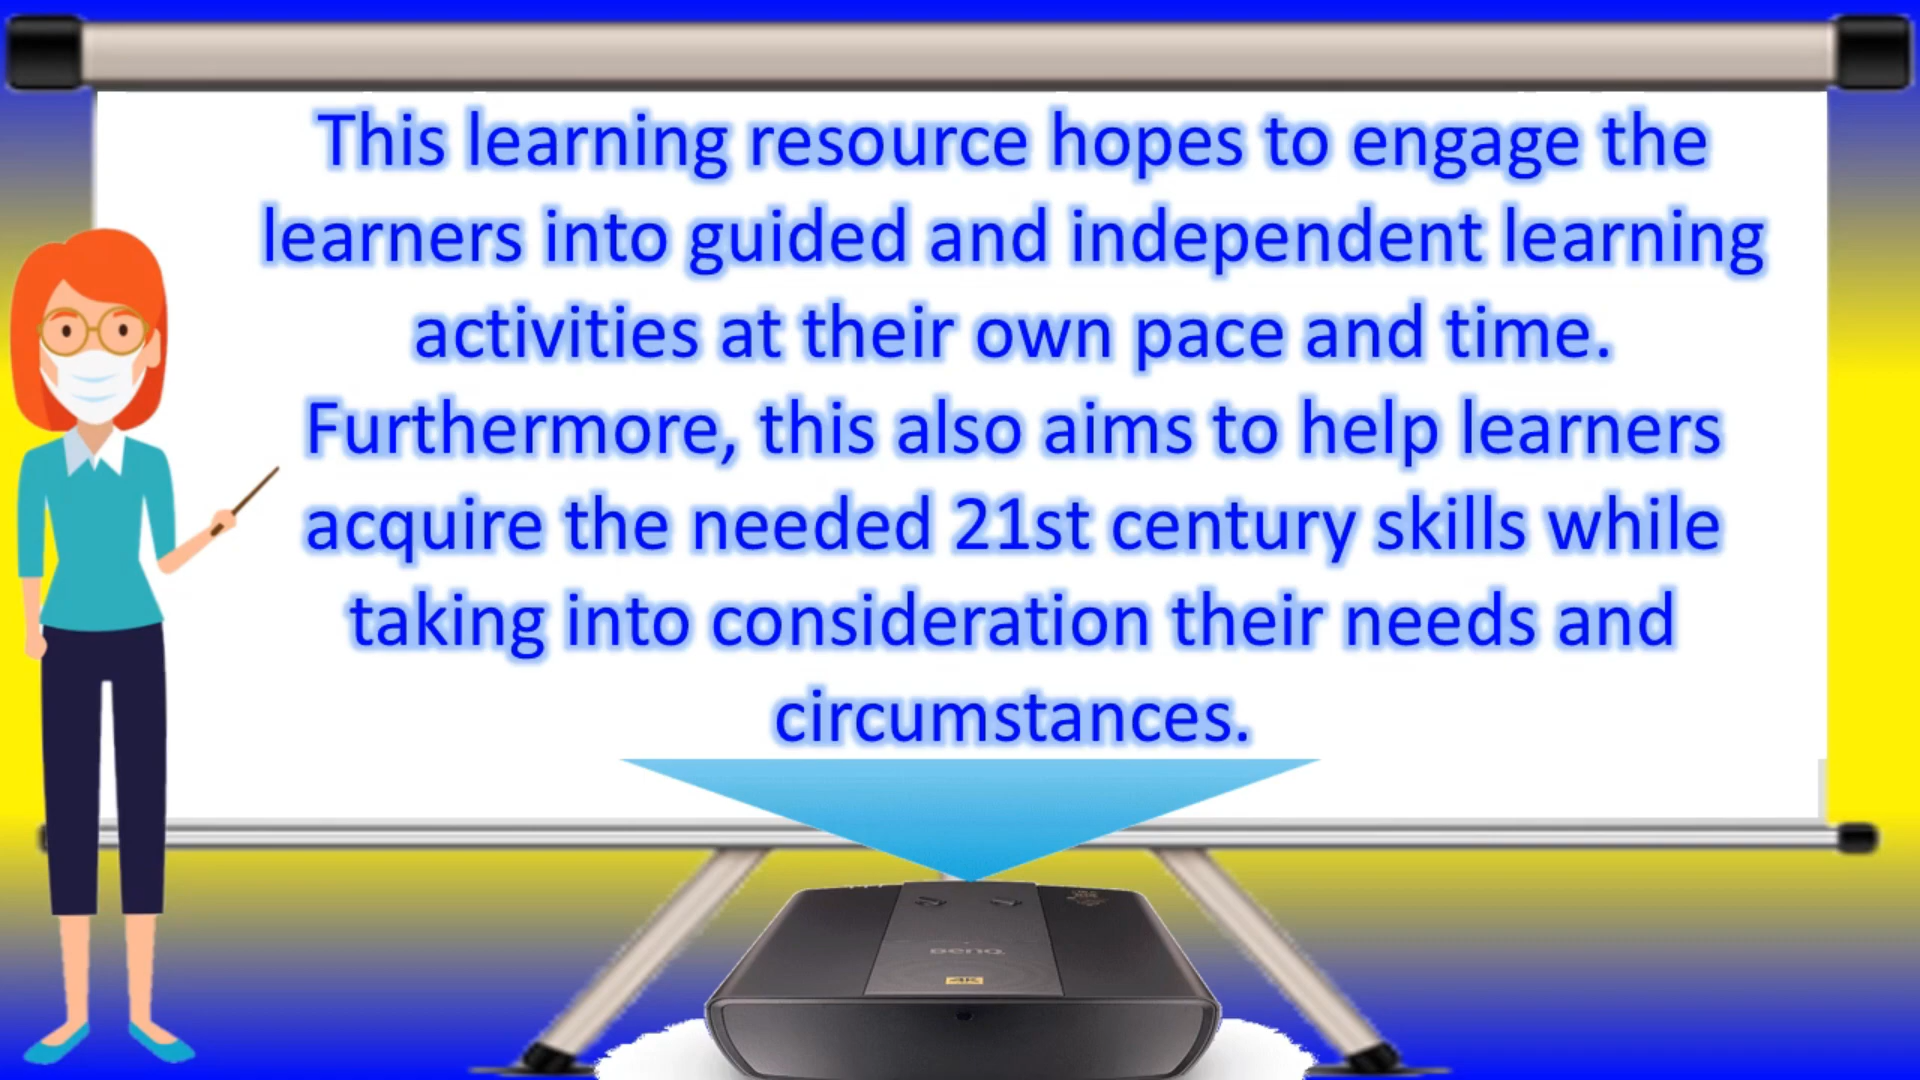 This learning resource hopes to engage the
learners into guided and independent learning
activities at their own pace and time.
Furthermore, this also aims to help learners
acquire the needed 21st century skills while
taking into consideration their needs and
circumstances.
BenQ
4K